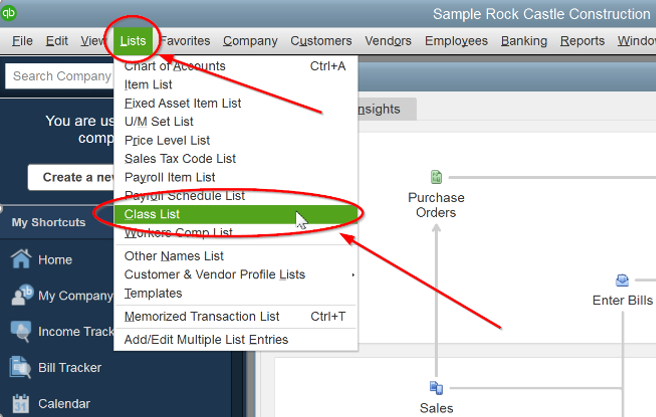 qb
Sample Rock Castle Construction
File Edit View Lists Favorites Company Customers Vendors Employees Banking Reports Window
Search Company
Chart of Accounts Ctrl+A
Item List
Fixed Asset Item List
U/M Set List
Price Level List
Sales Tax Code List
Payroll Item List
Payroll Schedule List
Class List
Workers Comp List
Other Names List
Customer & Vendor Profile Lists
Templates
Memorized Transaction List Ctrl+T
Add/Edit Multiple List Entries
You are us
comp
Create a new
My Shortcuts
Home
My Company
Income Track
Bill Tracker
31
Calendar
nsights
Purchase
Orders
Enter Bills
Sales